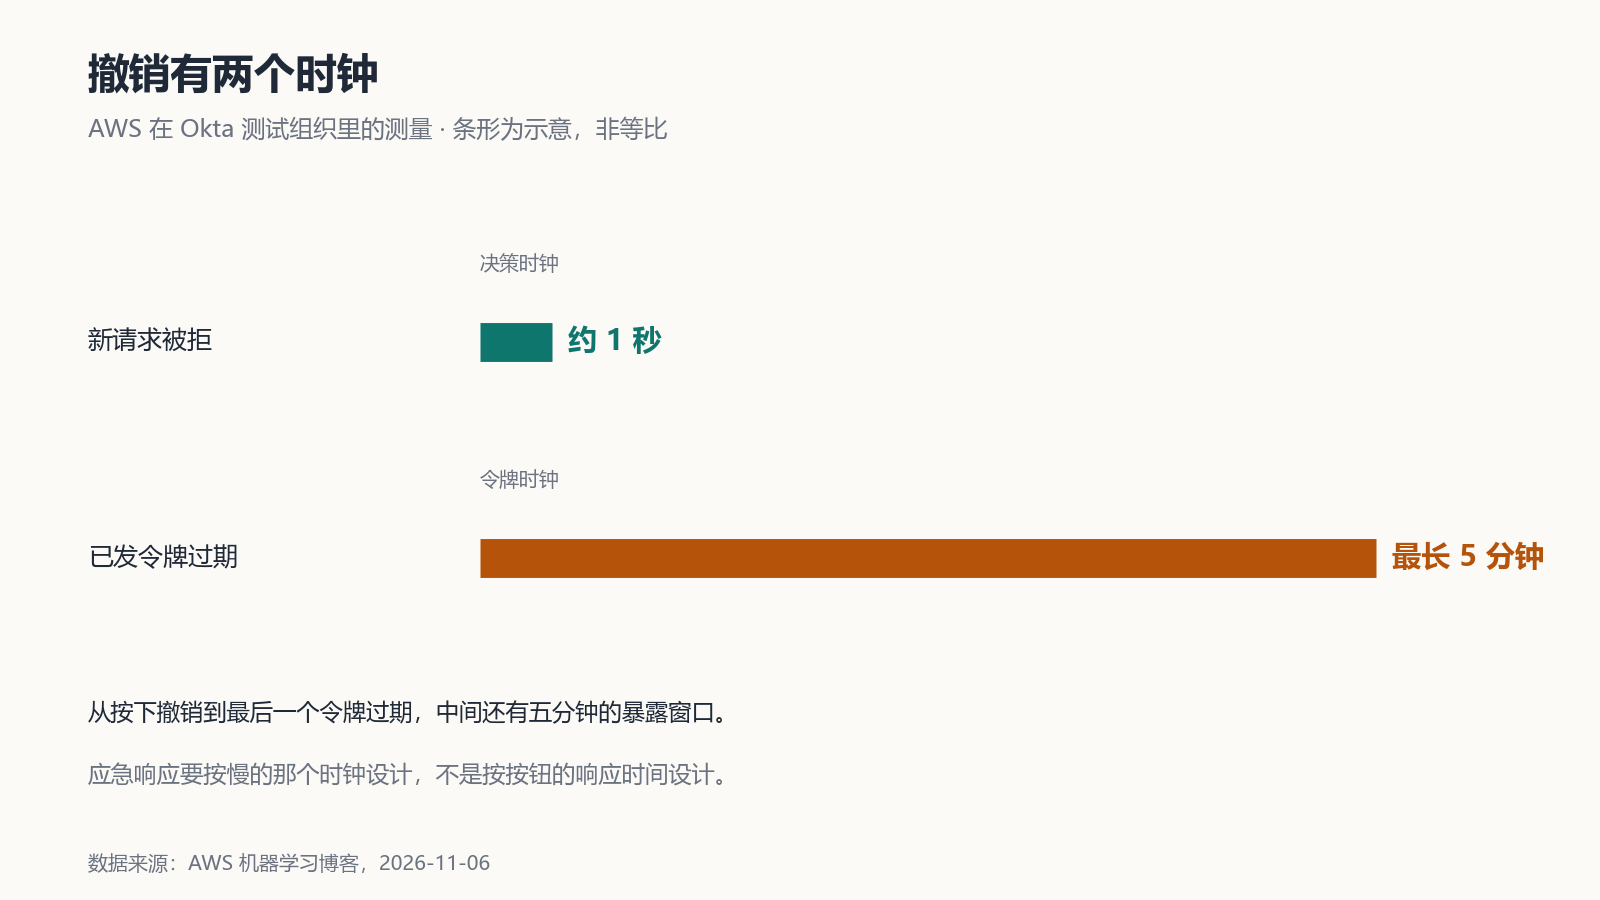 撤销有两个时钟
AWS 在 Okta 测试组织里的测量 · 条形为示意，非等比
决策时钟
新请求被拒
约 1 秒
令牌时钟
已发令牌过期
最长 5 分钟
从按下撤销到最后一个令牌过期，中间还有五分钟的暴露窗口。
应急响应要按慢的那个时钟设计，不是按按钮的响应时间设计。
数据来源：AWS 机器学习博客，2026-11-06